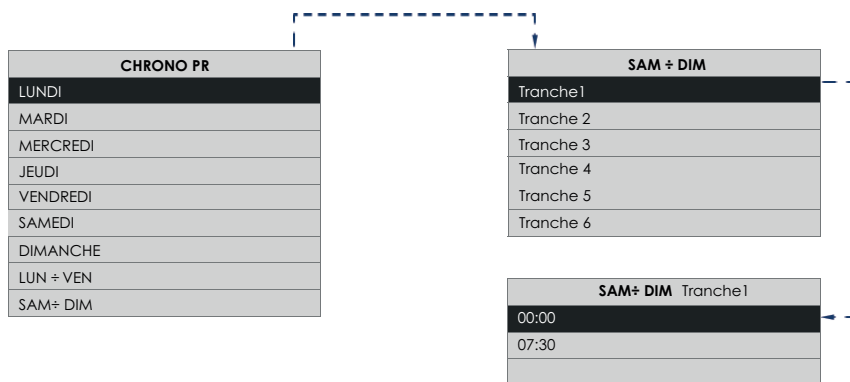 CHRONO PR
LUNDI
MARDI
MERCREDI
JEUDI
VENDREDI
SAMEDI
DIMANCHE
LUN ÷ VEN
SAM÷ DIM
SAM ÷ DIM
Tranche1
Tranche 2
Tranche 3
Tranche 4
Tranche 5
Tranche 6
SAM÷ DIM Tranche1
00:00
07:30